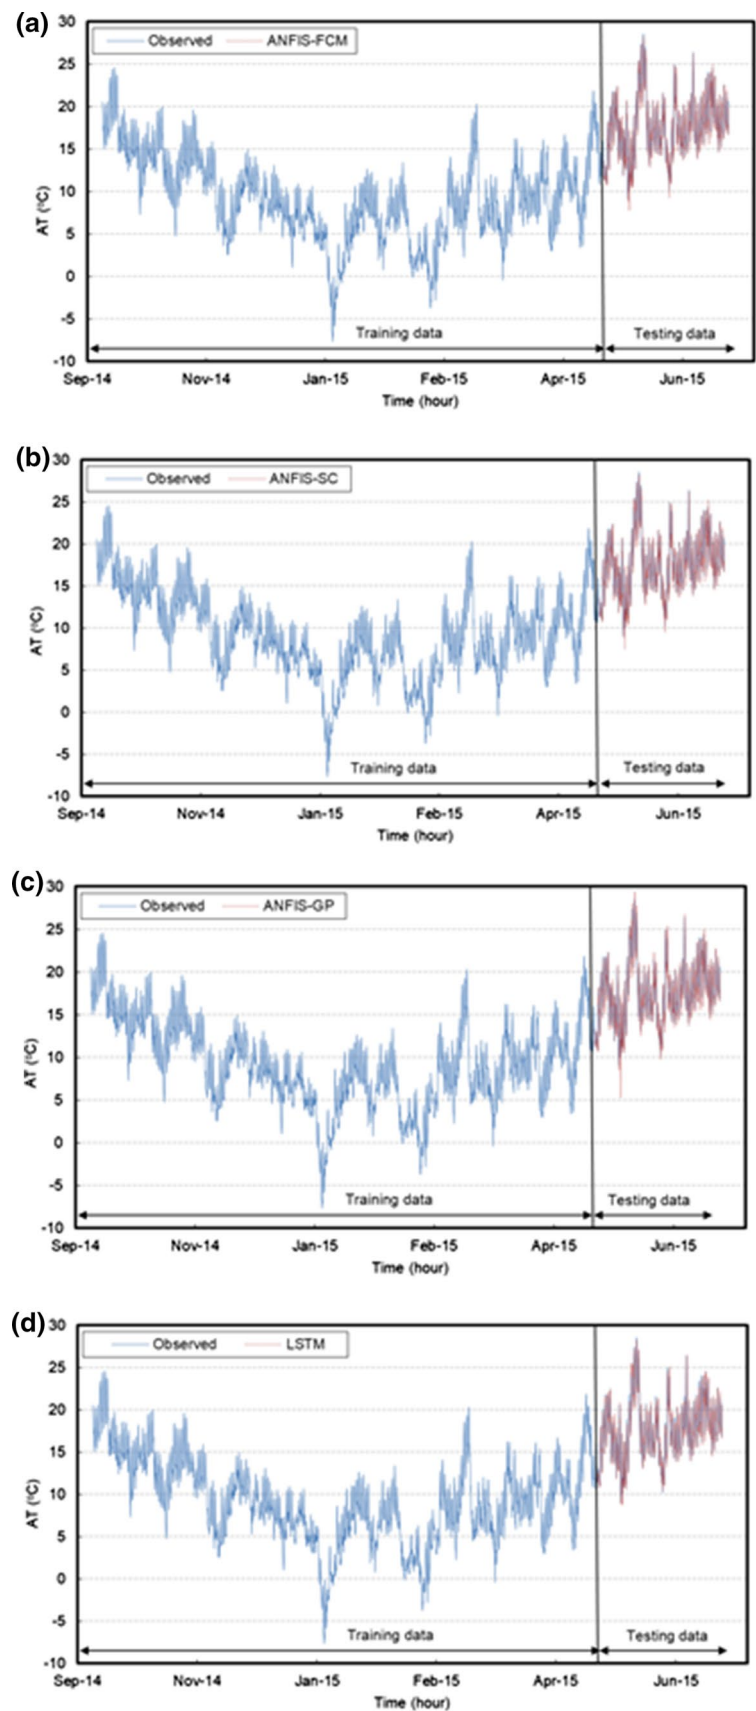 (a)
30
Observed ANFIS-FCM
25
20
15
10
5
0
-5
-10
AT (°C)
Training data Testing data
Sep-14 Nov-14 Jan-15 Feb-15 Apr-15 Jun-15
Time (hour)
(b)
30
Observed ANFIS-SC
25
20
15
10
5
0
-5
-10
AT (°C)
Training data Testing data
Sep-14 Nov-14 Jan-15 Feb-15 Apr-15 Jun-15
Time (hour)
(c)
30
Observed ANFIS-GP
25
20
15
10
5
0
-5
-10
AT (°C)
Training data Testing data
Sep-14 Nov-14 Jan-15 Feb-15 Apr-15 Jun-15
Time (hour)
(d)
30
Observed LSTM
25
20
15
10
5
0
-5
-10
AT (°C)
Training data Testing data
Sep-14 Nov-14 Jan-15 Feb-15 Apr-15 Jun-15
Time (hour)